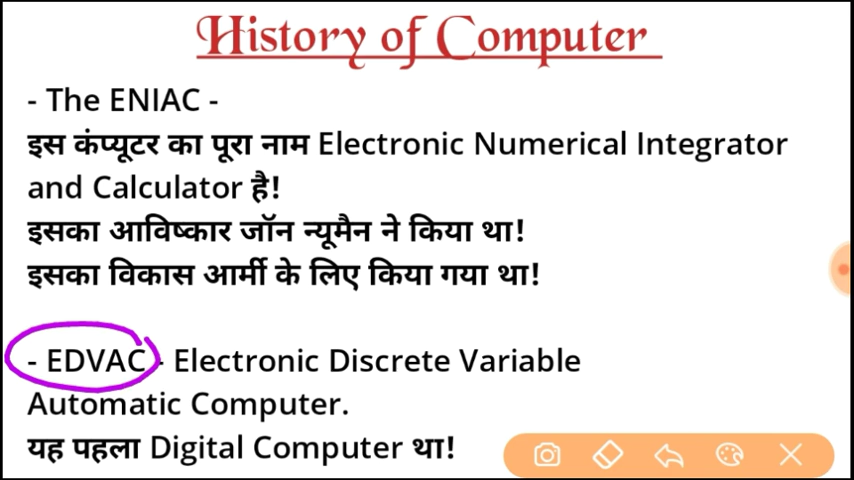 History of Computer
- The ENIAC -
इस कंप्यूटर का पूरा नाम Electronic Numerical Integrator
and Calculator है!
इसका आविष्कार जॉन न्यूमैन ने किया था!
इसका विकास आर्मी के लिए किया गया था!
- EDVAC - Electronic Discrete Variable
Automatic Computer.
यह पहला Digital Computer था!